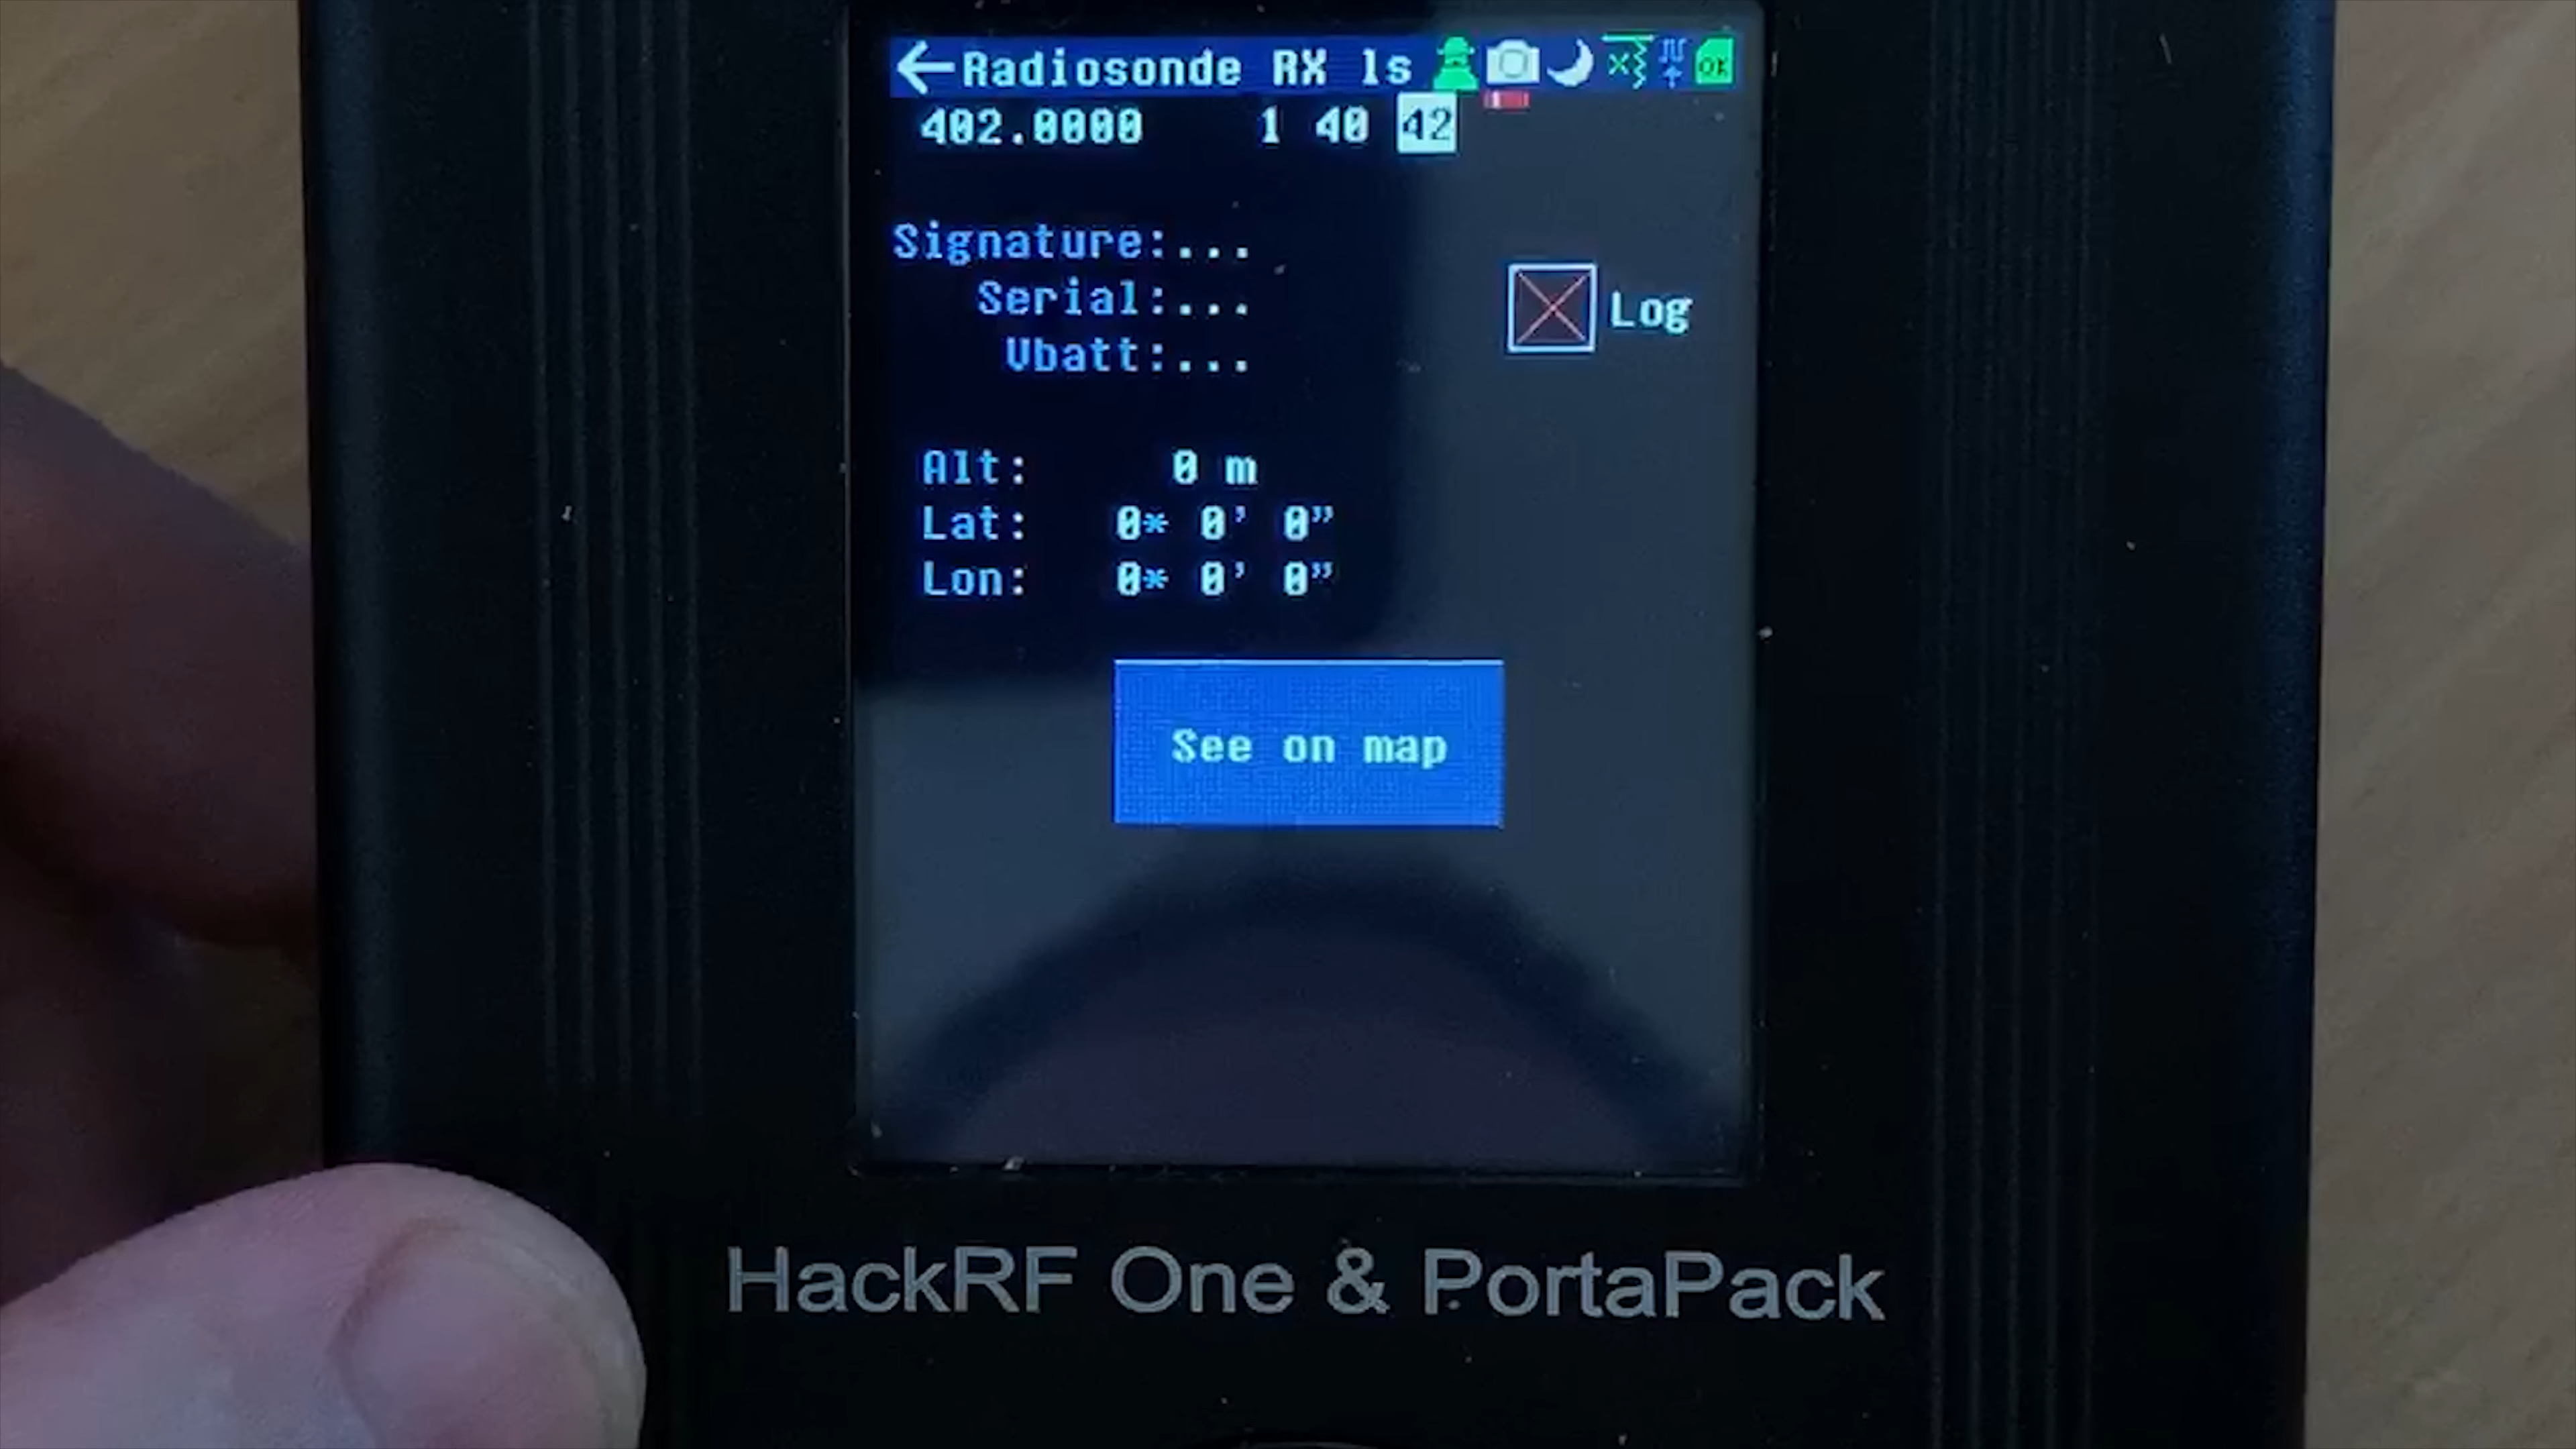 Radiosonde RX ls
402.0000 1 40 42
Signature:...
Serial:...
Log
Vbatt:...
Alt: 0 m
Lat: 0* 0' 0"
Lon: 0* 0' 0"
See on map
HackRF One & PortaPack